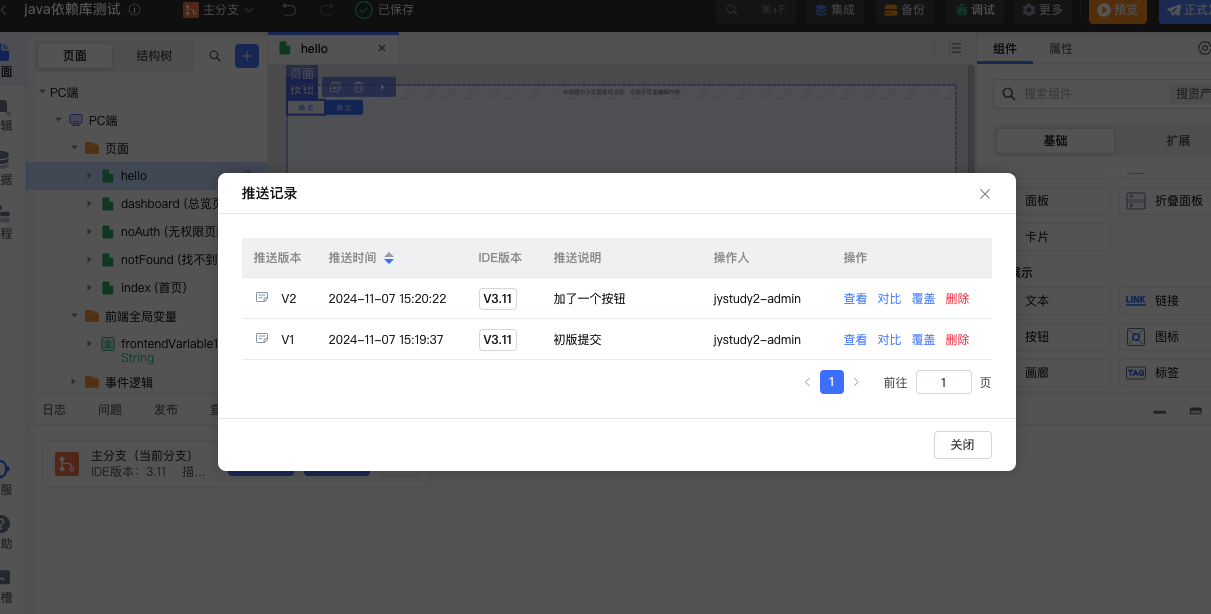 java依赖库测试
主分支
已保存
⌘+F
集成
备份
调试
更多
预览
正式
页面
结构树
hello
组件
属性
PC端
PC端
页面
hello
dashboard (总览页
noAuth (无权限页
notFound (找不到
index (首页)
前端全局变量
frontendVariable1
String
事件逻辑
日志
问题
发布
主分支（当前分支）
IDE版本：3.11 描...
页面
按钮
确定
确定
搜索组件
搜资产
基础
扩展
面板
折叠面板
卡片
展示
文本
LINK
链接
按钮
图标
画廊
TAG
标签
推送记录
推送版本
推送时间
IDE版本
推送说明
操作人
操作
V2
2024-11-07 15:20:22
V3.11
加了一个按钮
jystudy2-admin
查看
对比
覆盖
删除
V1
2024-11-07 15:19:37
V3.11
初版提交
jystudy2-admin
查看
对比
覆盖
删除
1
前往
1
页
关闭